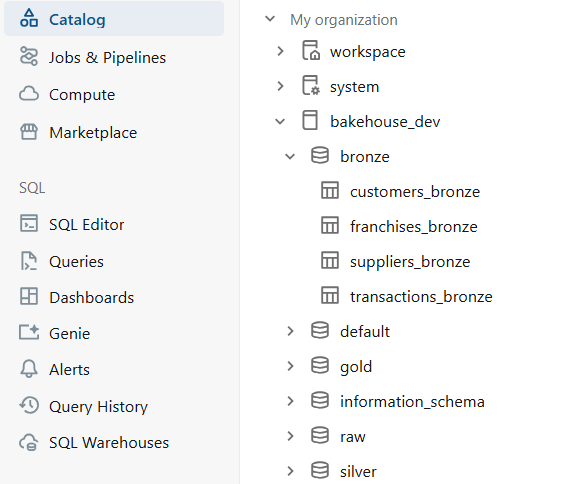 Catalog
Jobs & Pipelines
Compute
Marketplace
SQL
SQL Editor
Queries
Dashboards
Genie
Alerts
Query History
SQL Warehouses
My organization
workspace
system
bakehouse_dev
bronze
customers_bronze
franchises_bronze
suppliers_bronze
transactions_bronze
default
gold
information_schema
raw
silver